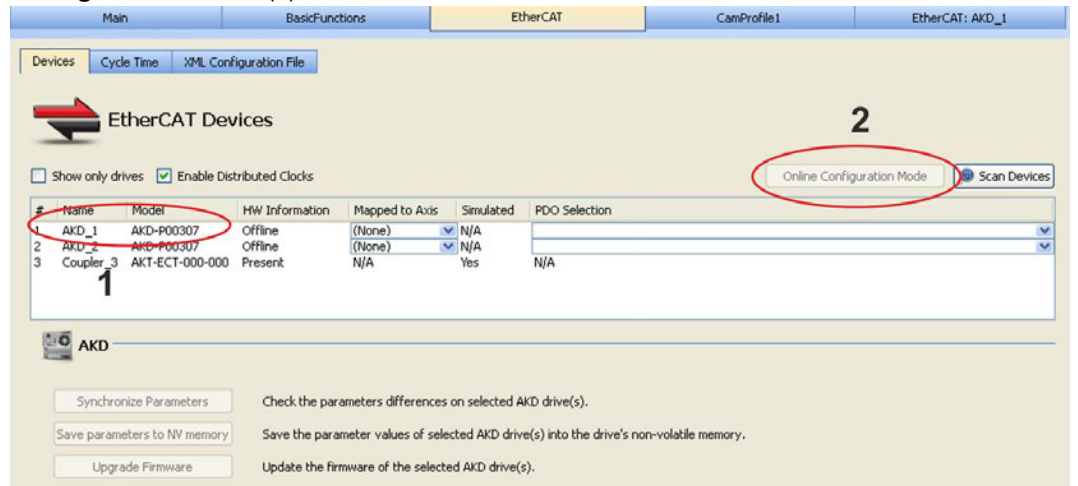 Main BasicFunctions EtherCAT CamProfile1 EtherCAT: AKD_1
Devices Cycle Time XML Configuration File
EtherCAT Devices
2
Show only drives Enable Distributed Clocks Online Configuration Mode Scan Devices
# Name Model HW Information Mapped to Axis Simulated PDO Selection
1 AKD_1 AKD-P00307 Offline (None) N/A
2 AKD_2 AKD-P00307 Offline (None) N/A
3 Coupler_3 AKT-ECT-000-000 Present N/A Yes N/A
1
AKD
Synchronize Parameters Check the parameters differences on selected AKD drive(s).
Save parameters to NV memory Save the parameter values of selected AKD drive(s) into the drive's non-volatile memory.
Upgrade Firmware Update the firmware of the selected AKD drive(s).